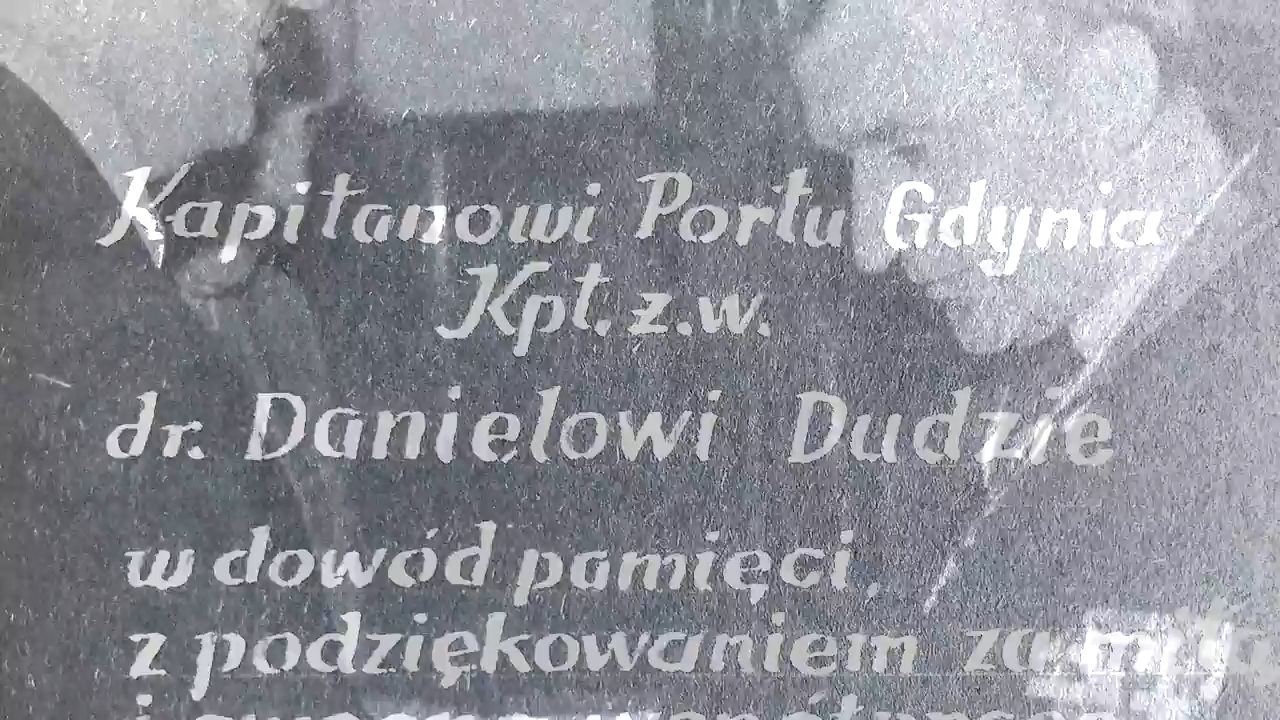 Kapitanowi Portu Gdynia
Kpt. ż.w.
dr. Danielowi Dudzie
w dowód pamięci,
z podziękowaniem za
i